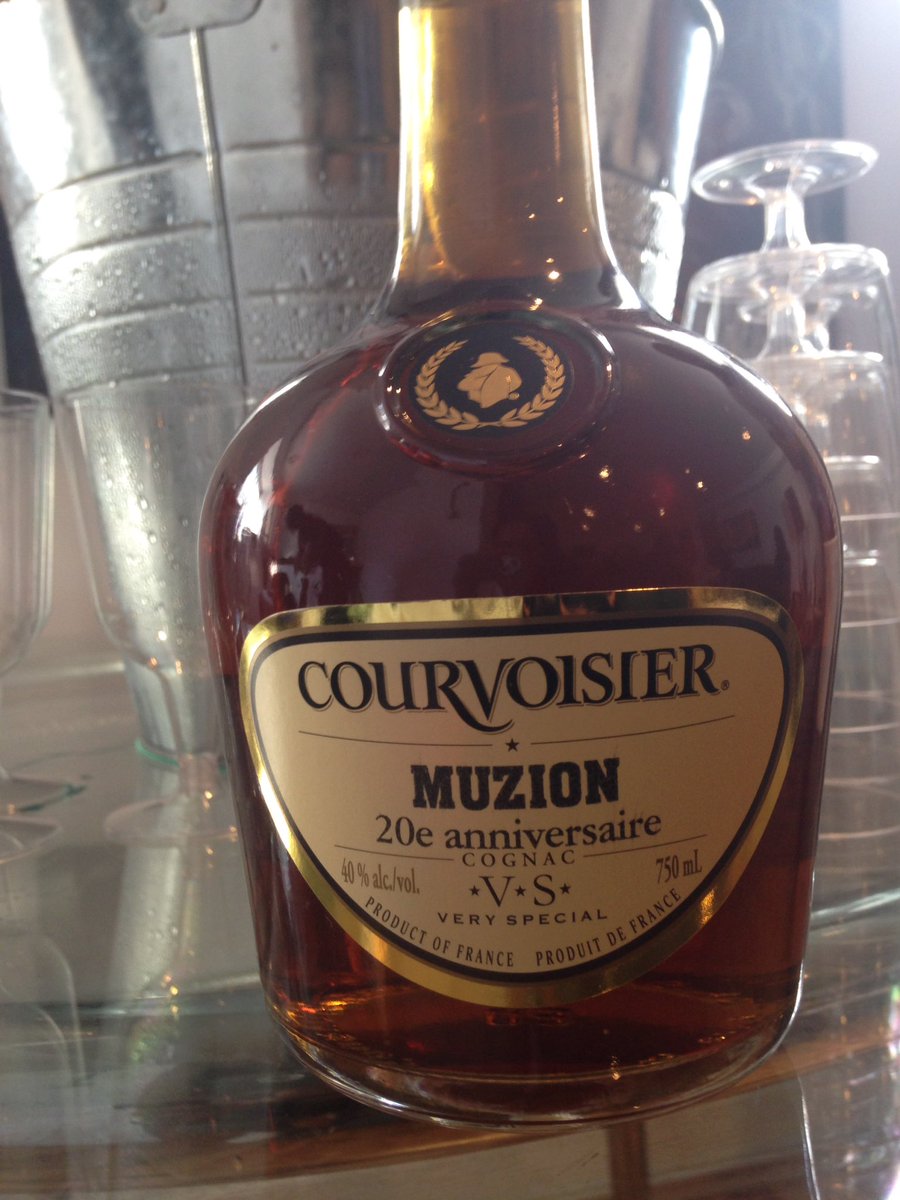 COURVOISIER®
MUZION
20e anniversaire
COGNAC
40 % alc./vol.
★V★S★
750 mL
VERY SPECIAL
PRODUCT OF FRANCE PRODUIT DE FRANCE